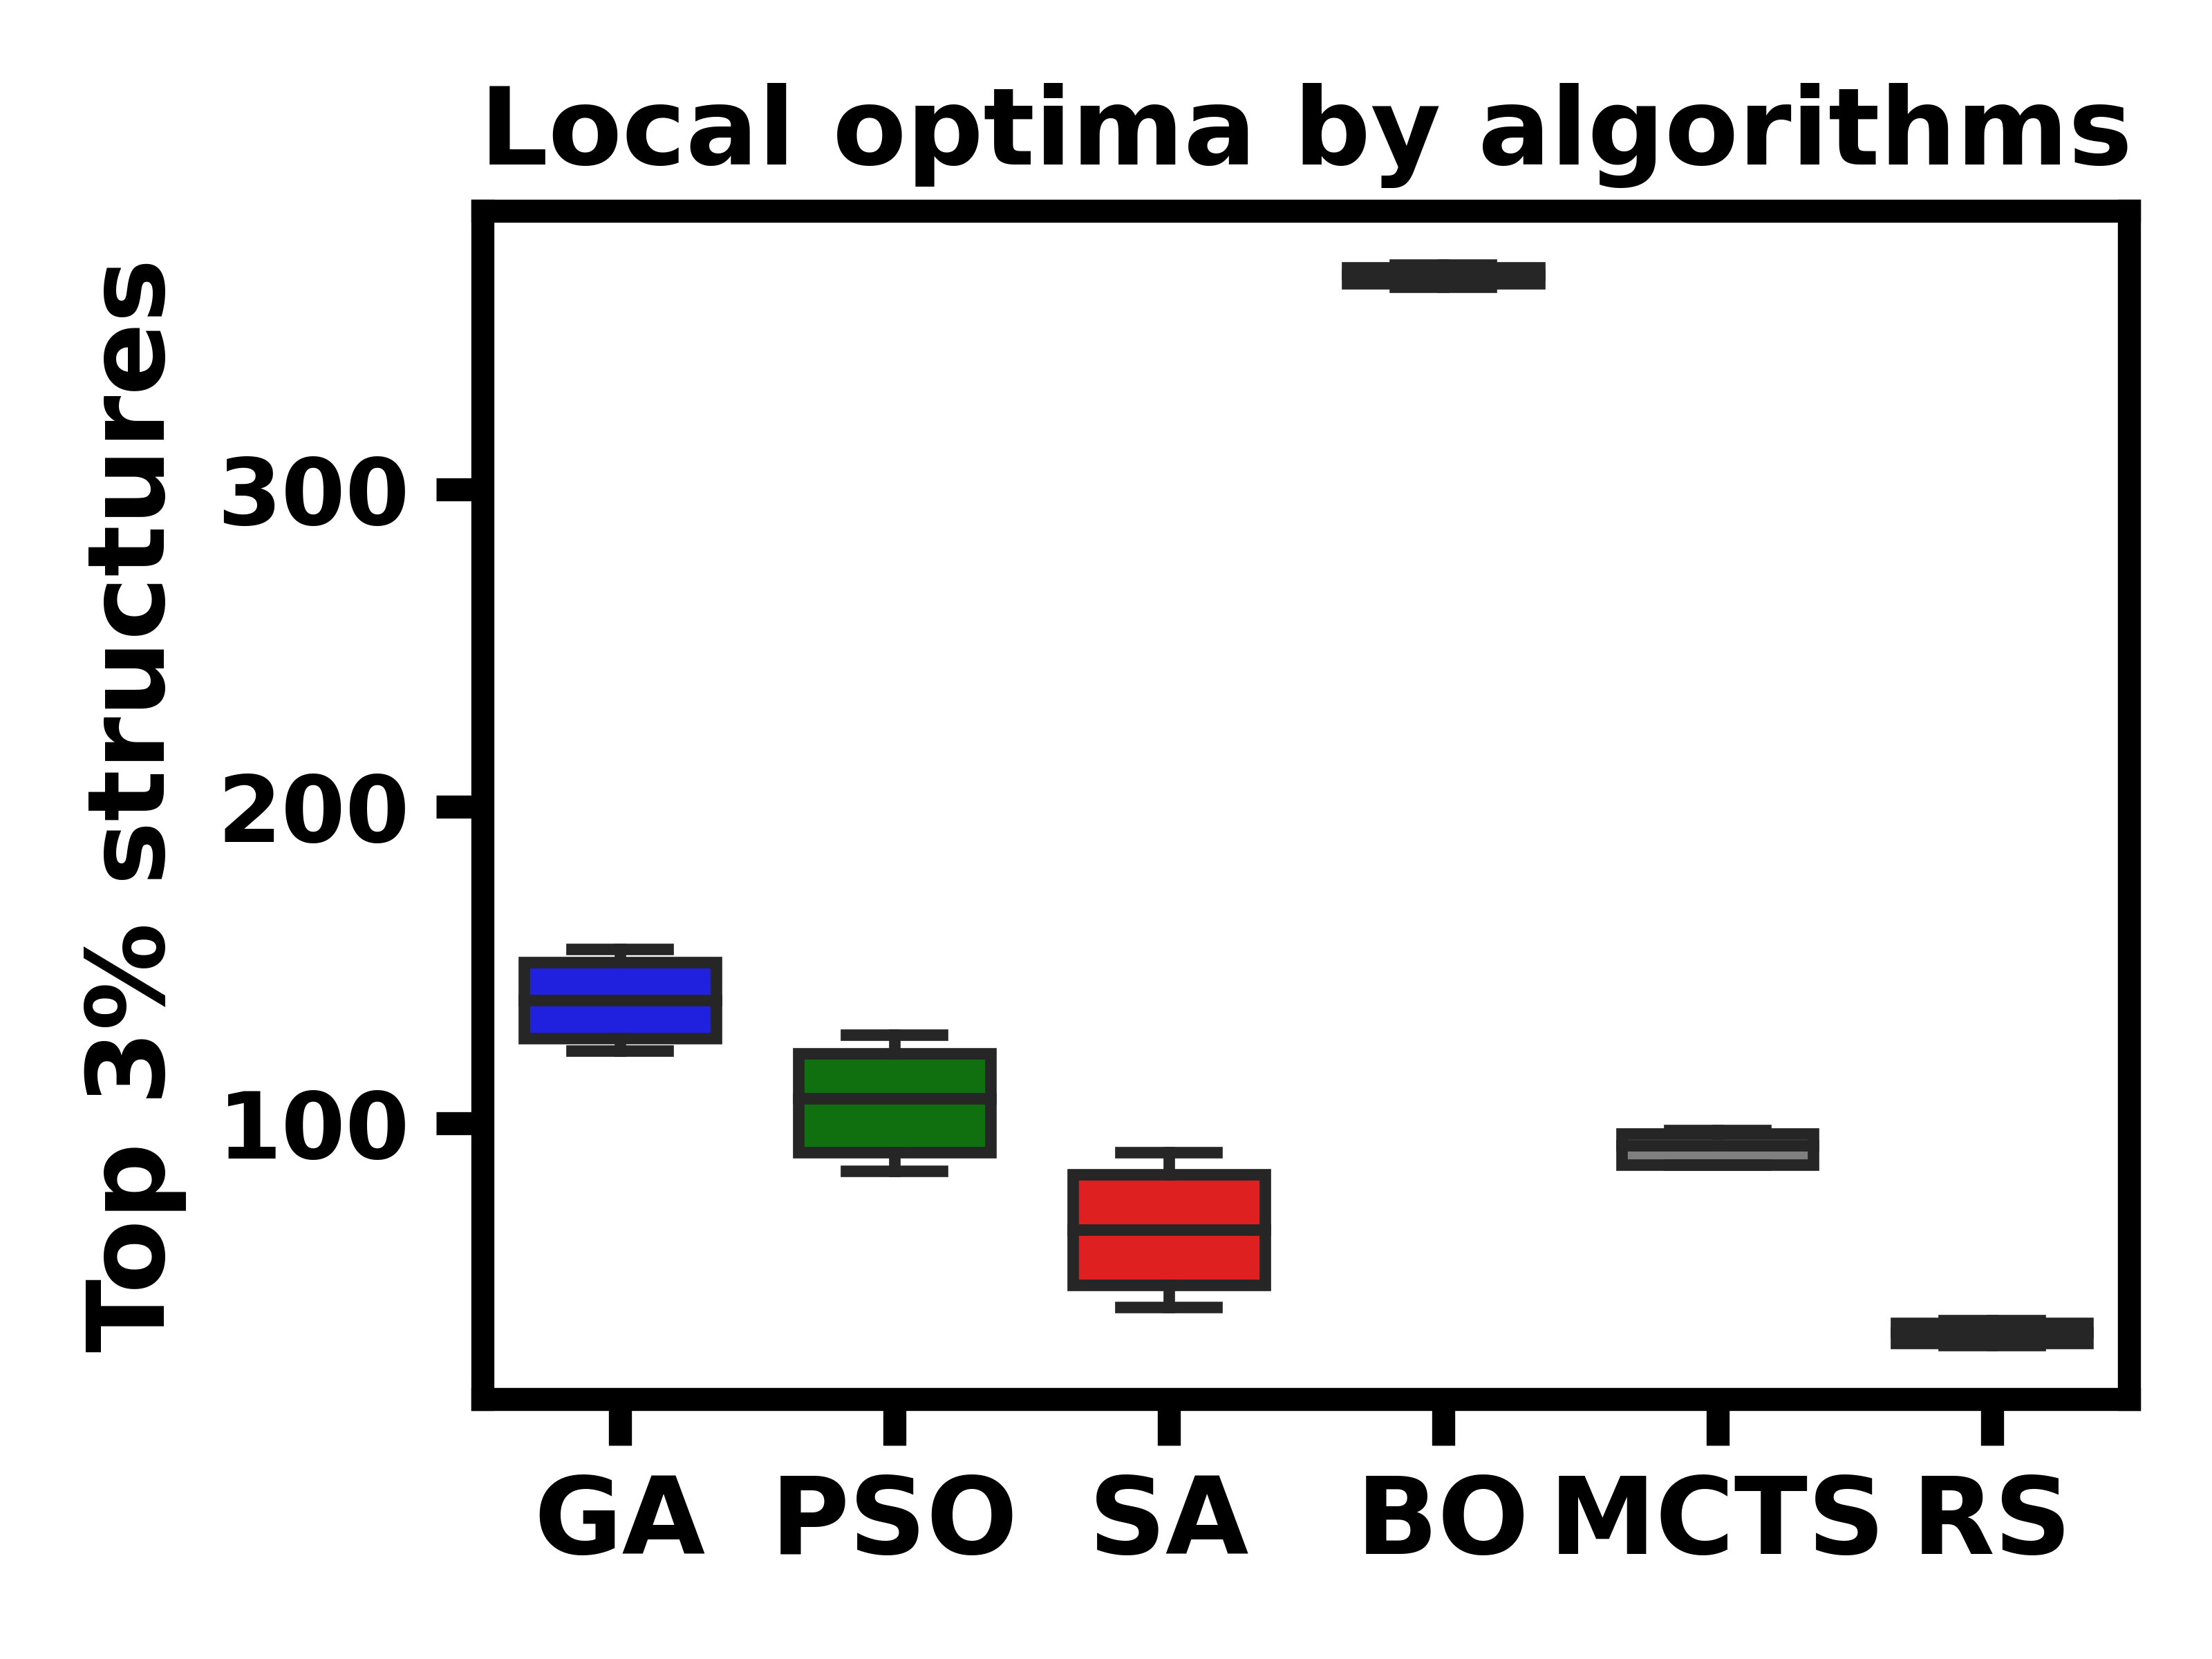 Local optima by algorithms
Top 3% structures
300
200
100
GA PSO SA BO MCTS RS